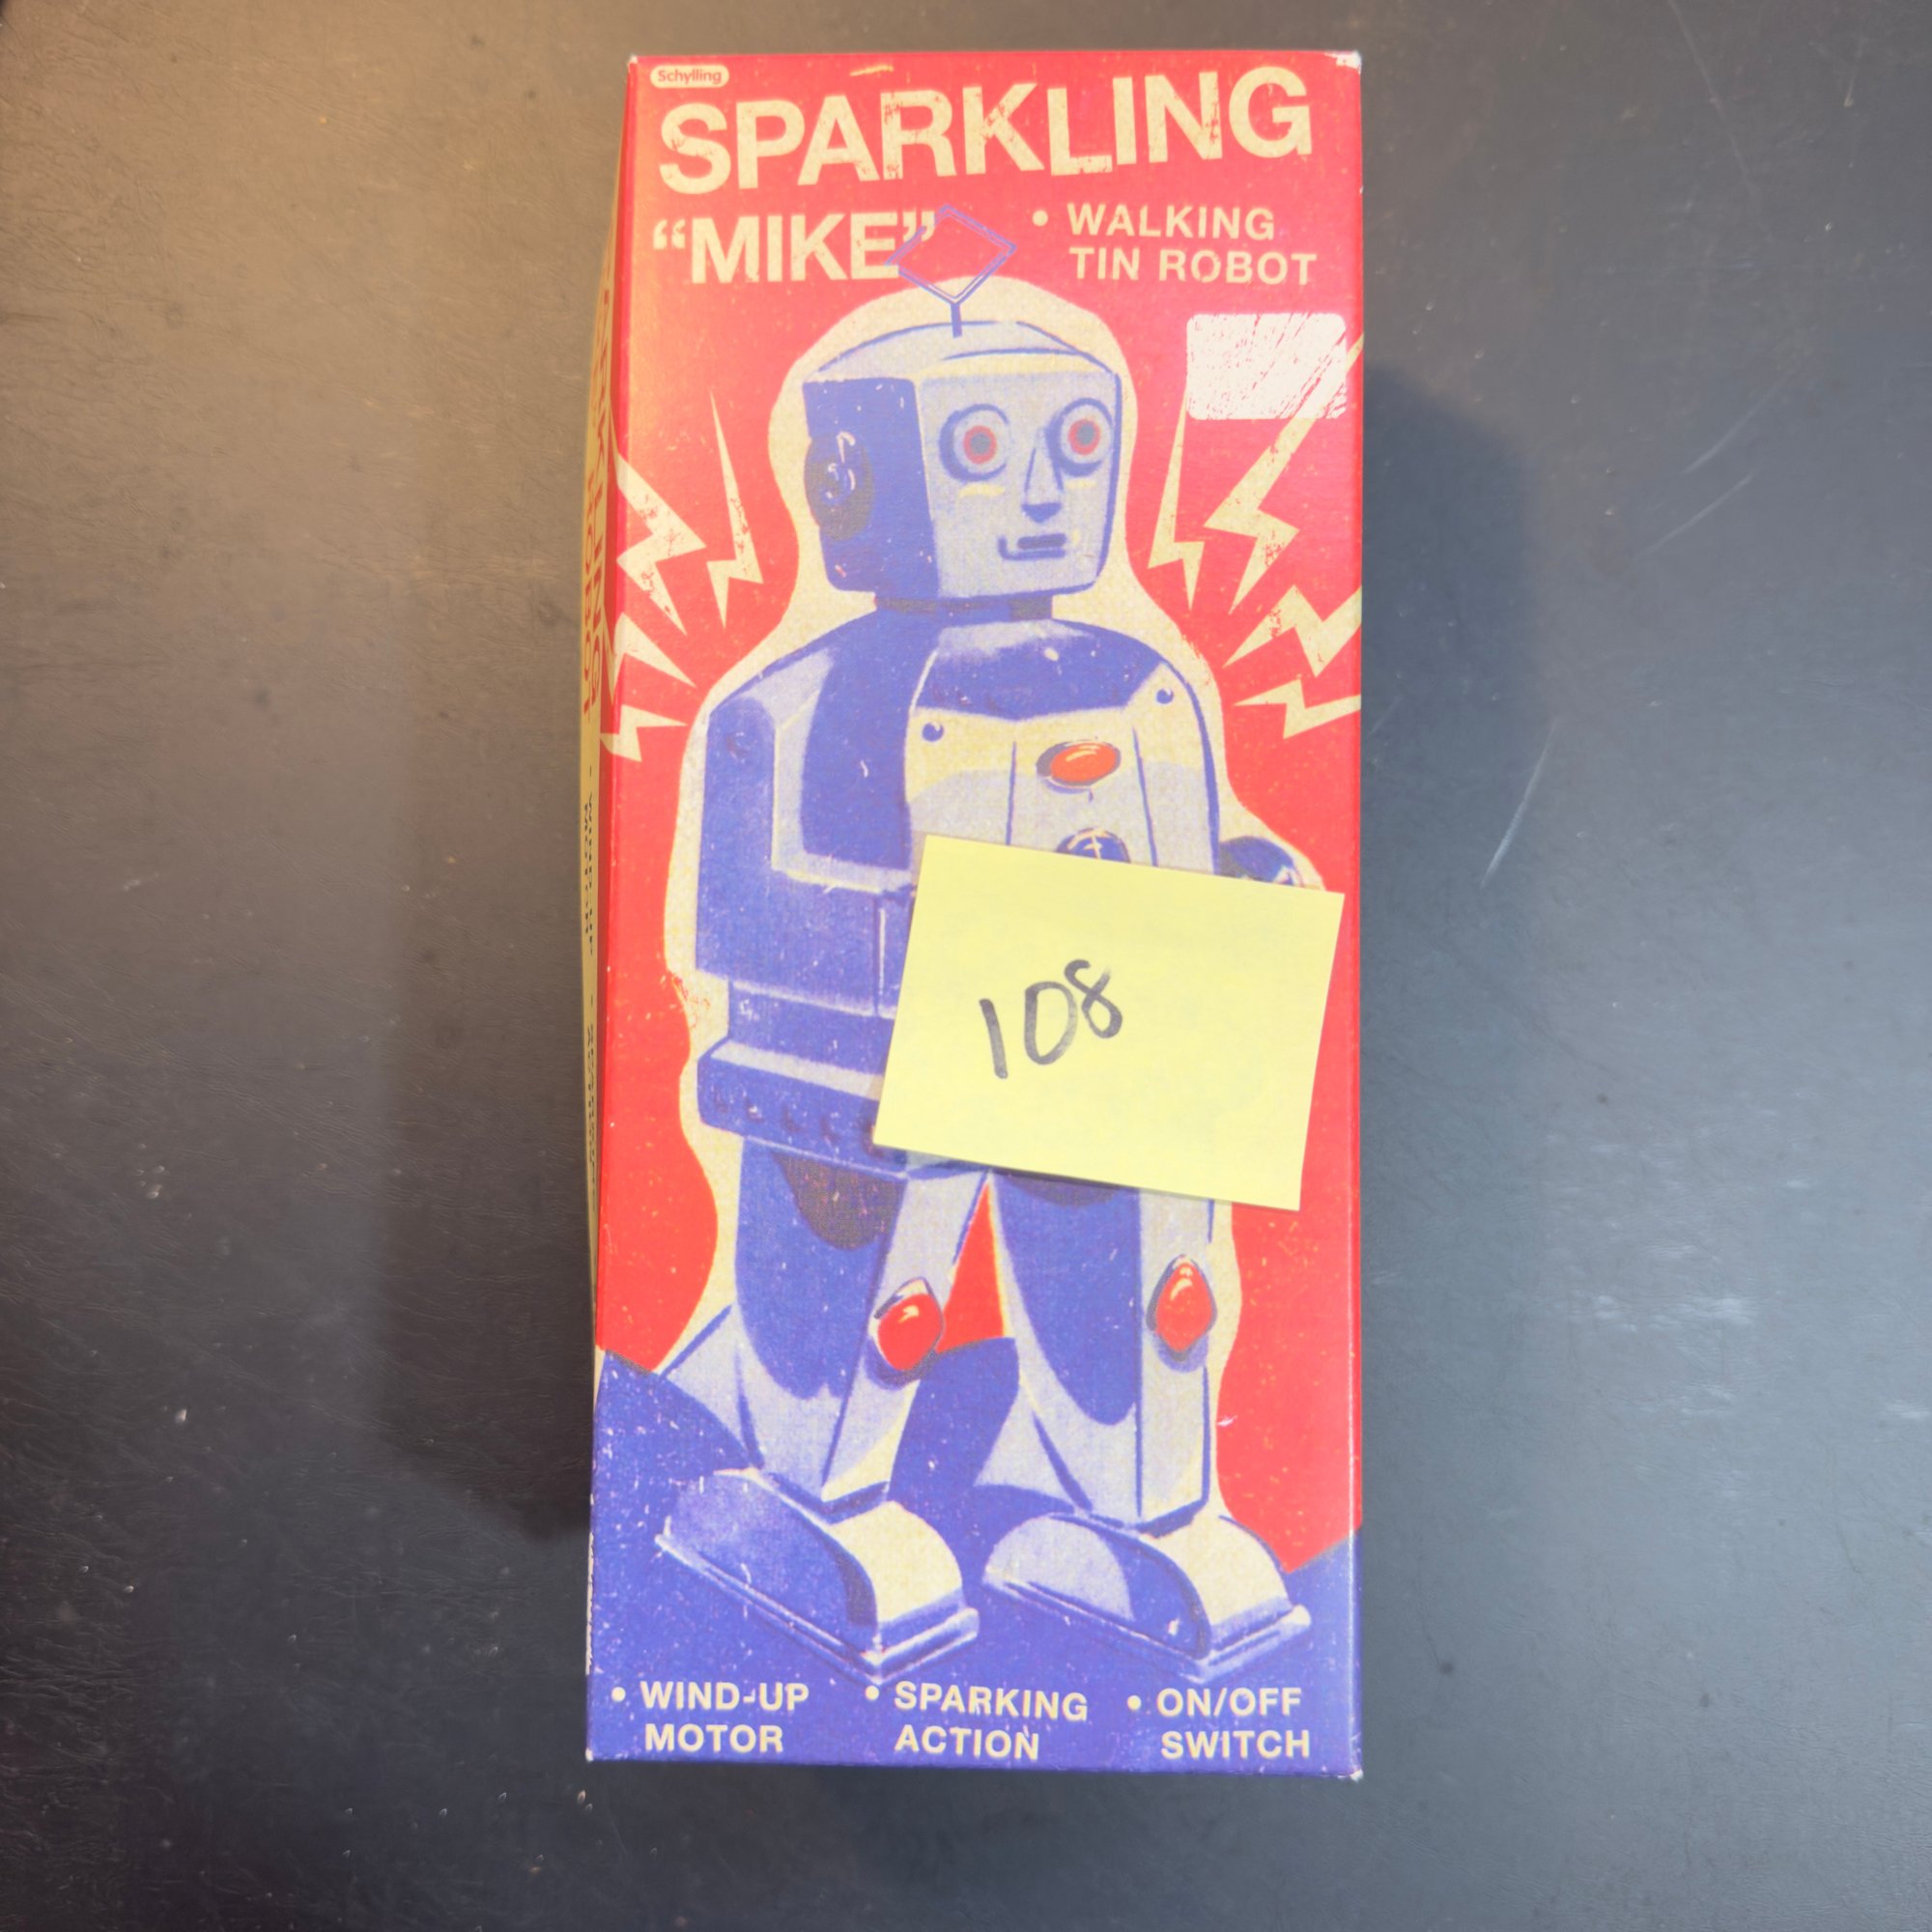 Schylling
SPARKLING
“MIKE”
• WALKING
TIN ROBOT
108
• WIND-UP
MOTOR
• SPARKING
ACTION
• ON/OFF
SWITCH